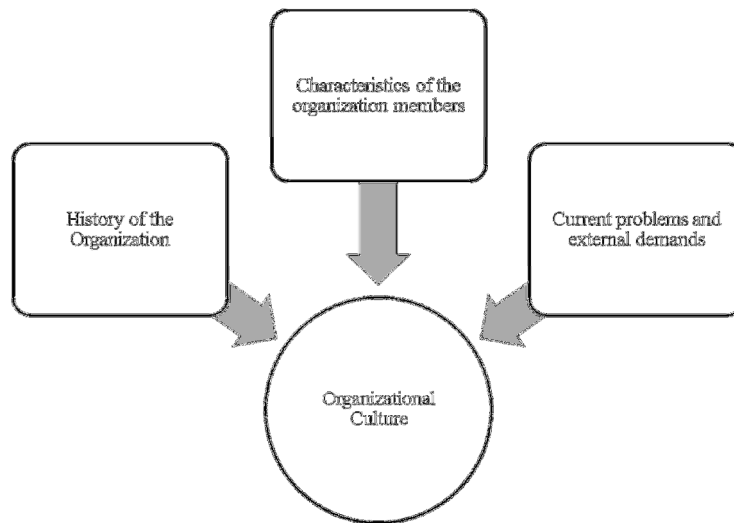 Characteristics of the
organization members
History of the
Organization
Current problems and
external demands
Organizational
Culture